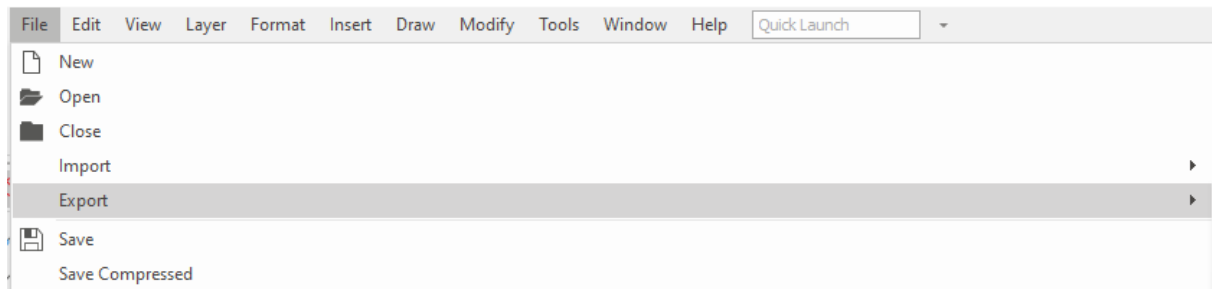 File Edit View Layer Format Insert Draw Modify Tools Window Help Quick Launch
New
Open
Close
Import
Export
Save
Save Compressed